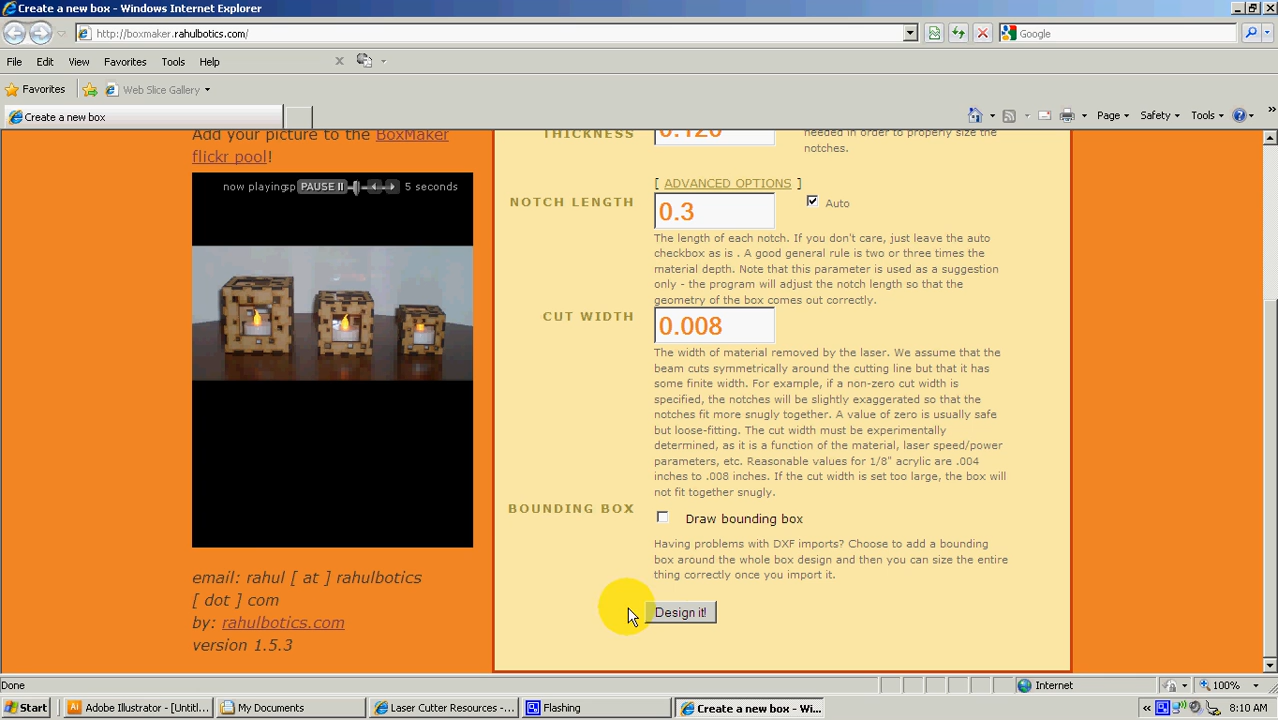 Create a new box - Windows Internet Explorer
http://boxmaker.rahulbotics.com/
Google
File Edit View Favorites Tools Help
Favorites Web Slice Gallery
Create a new box
Page Safety Tools
Add your picture to the BoxMaker
flickr pool!
now playing PAUSE 5 seconds
email: rahul [ at ] rahulbotics
[ dot ] com
by: rahulbotics.com
version 1.5.3
THICKNESS
0.120
needed in order to properly size the
notches.
[ ADVANCED OPTIONS ]
NOTCH LENGTH
0.3
Auto
The length of each notch. If you don't care, just leave the auto
checkbox as is . A good general rule is two or three times the
material depth. Note that this parameter is used as a suggestion
only - the program will adjust the notch length so that the
geometry of the box comes out correctly.
CUT WIDTH
0.008
The width of material removed by the laser. We assume that the
beam cuts symmetrically around the cutting line but that it has
some finite width. For example, if a non-zero cut width is
specified, the notches will be slightly exaggerated so that the
notches fit more snugly together. A value of zero is usually safe
but loose-fitting. The cut width must be experimentally
determined, as it is a function of the material, laser speed/power
parameters, etc. Reasonable values for 1/8" acrylic are .004
inches to .008 inches. If the cut width is set too large, the box will
not fit together snugly.
BOUNDING BOX
Draw bounding box
Having problems with DXF imports? Choose to add a bounding
box around the whole box design and then you can size the entire
thing correctly once you import it.
Design it!
Done
Internet
100%
Start
Adobe Illustrator - [Untitl...
My Documents
Laser Cutter Resources - ...
Flashing
Create a new box - Wi...
8:10 AM